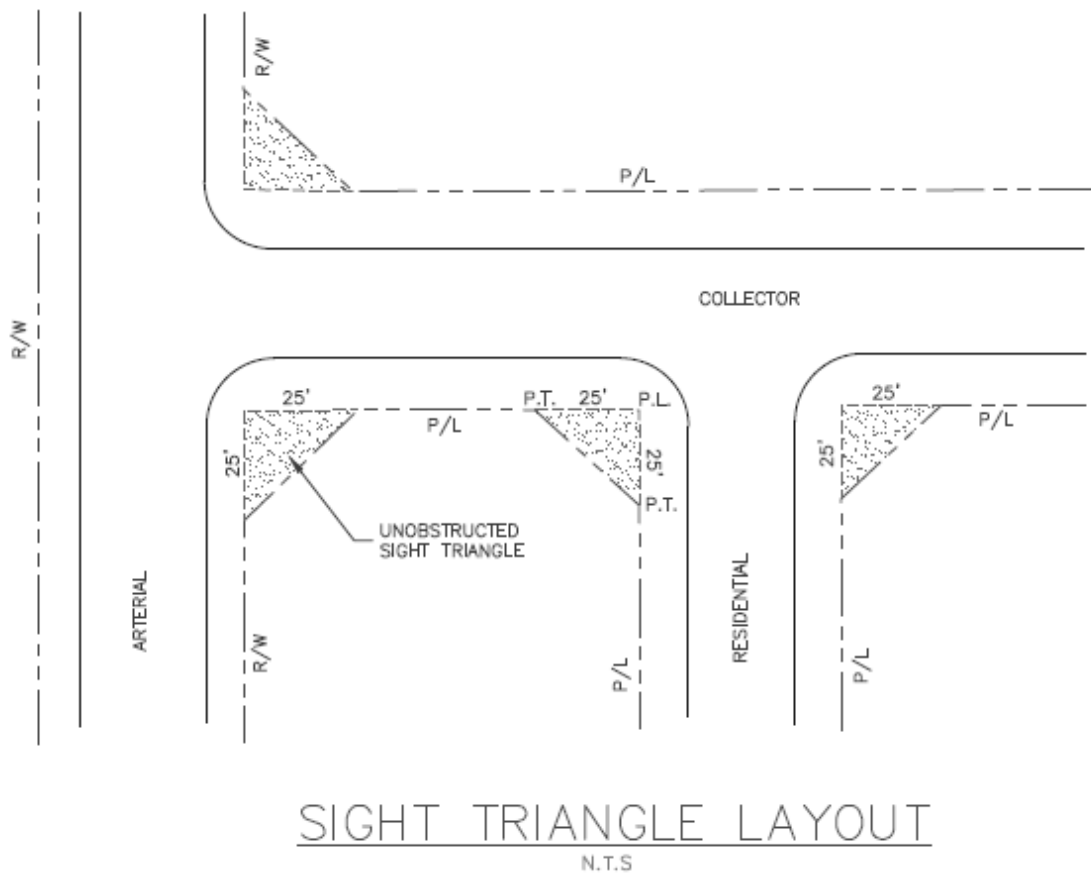 R/W
P/L
R/W
COLLECTOR
25'
P.T.
25'
P.L.
25'
P/L
P/L
25'
25'
25'
P.T.
UNOBSTRUCTED
SIGHT TRIANGLE
ARTERIAL
RESIDENTIAL
R/W
P/L
P/L
SIGHT TRIANGLE LAYOUT
N.T.S